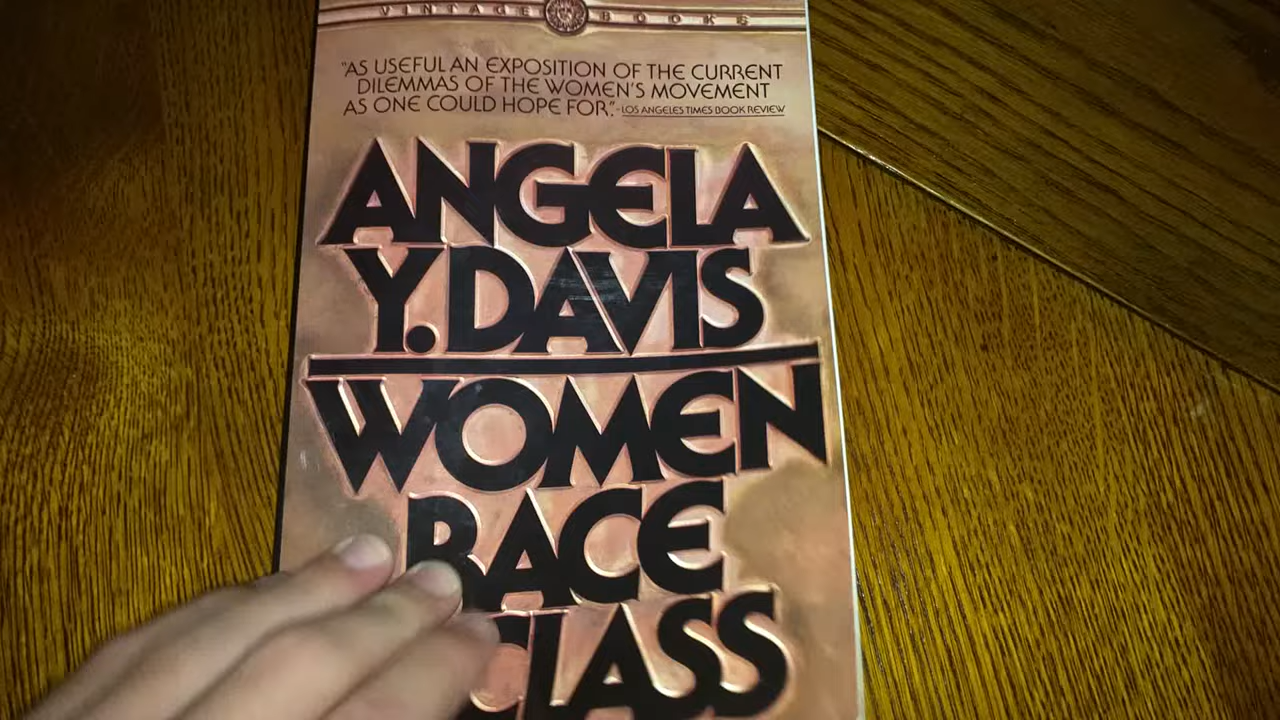 VINTAGE BOOKS
"AS USEFUL AN EXPOSITION OF THE CURRENT
DILEMMAS OF THE WOMEN'S MOVEMENT
AS ONE COULD HOPE FOR."-LOS ANGELES TIMES BOOK REVIEW
ANGELA
Y. DAVIS
WOMEN
RACE
CLASS